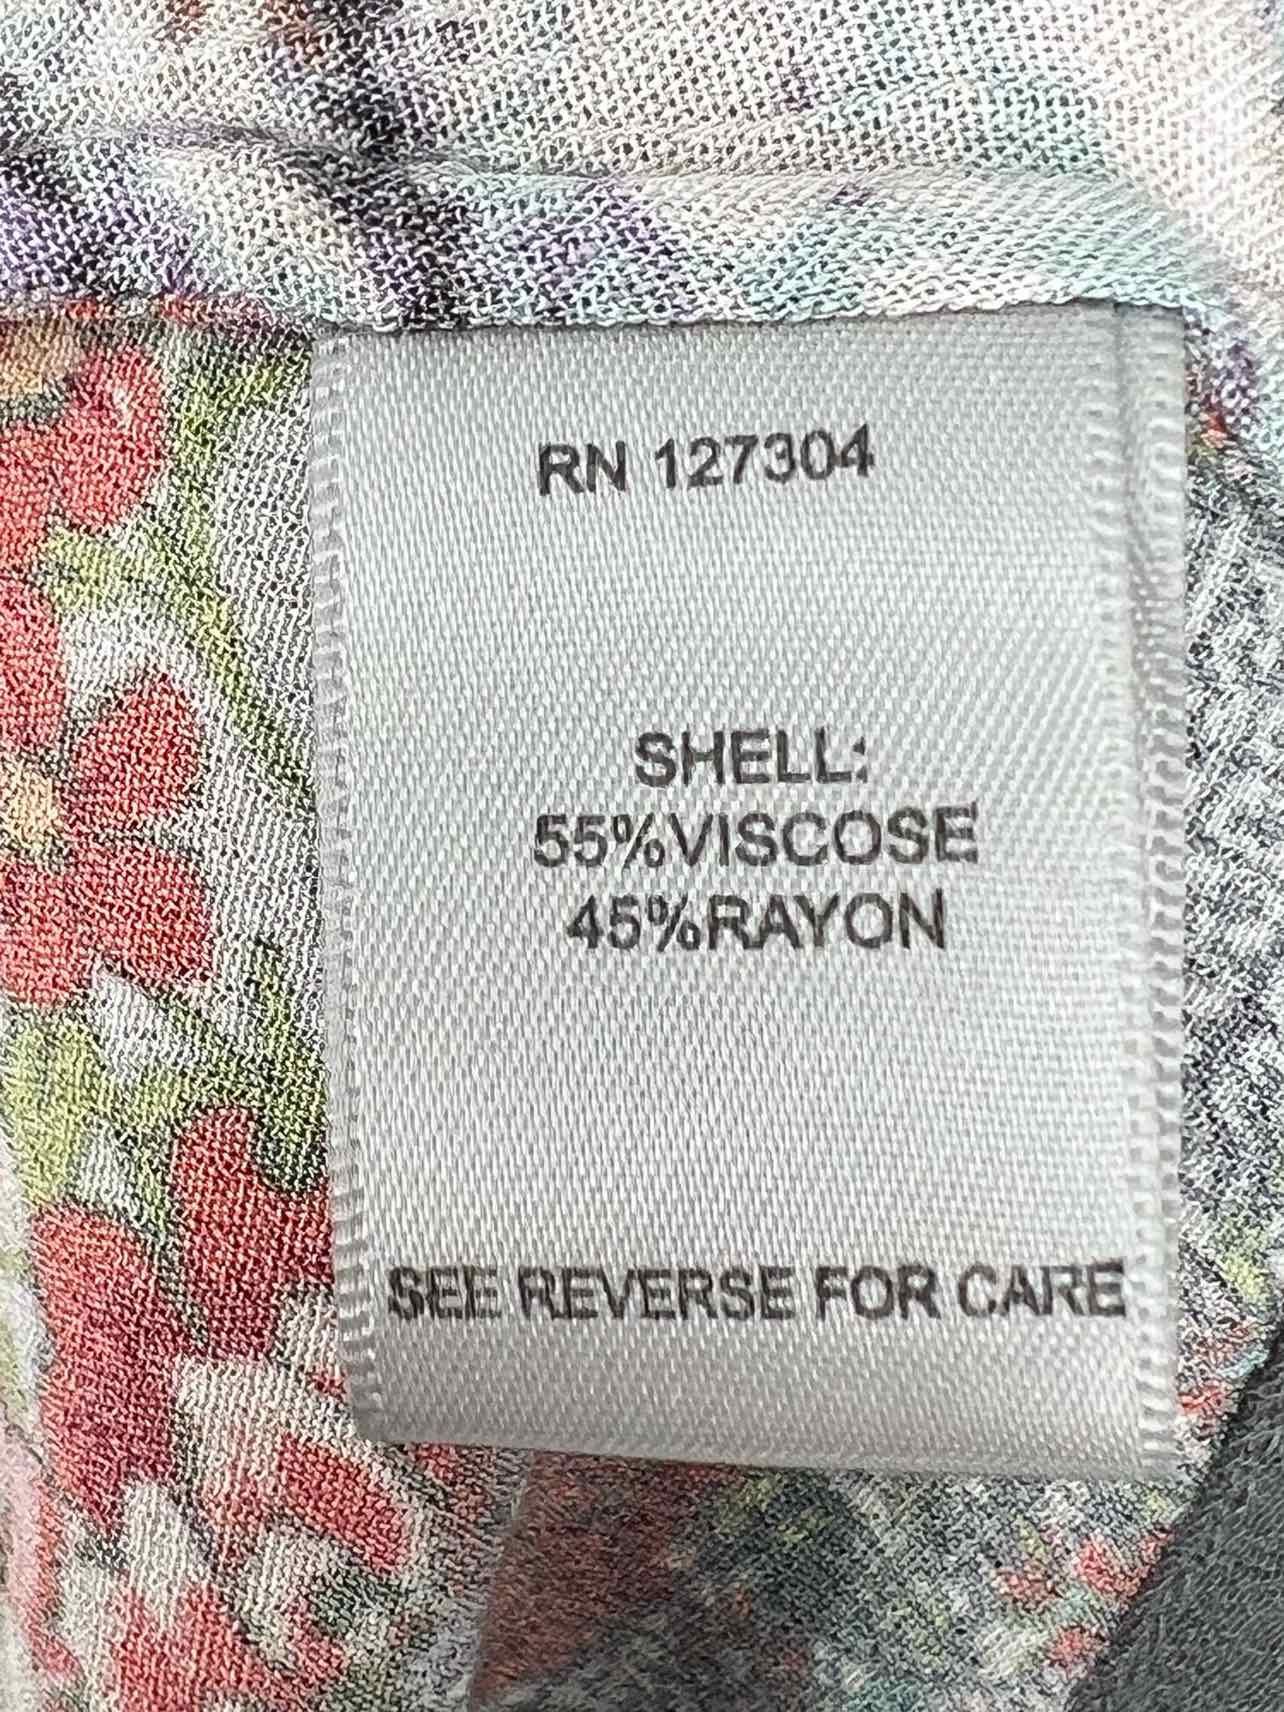 RN 127304
SHELL:
55%VISCOSE
45%RAYON
SEE REVERSE FOR CARE